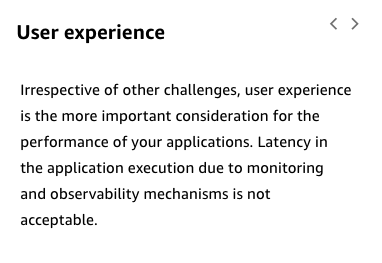 User experience
Irrespective of other challenges, user experience
is the more important consideration for the
performance of your applications. Latency in
the application execution due to monitoring
and observability mechanisms is not
acceptable.